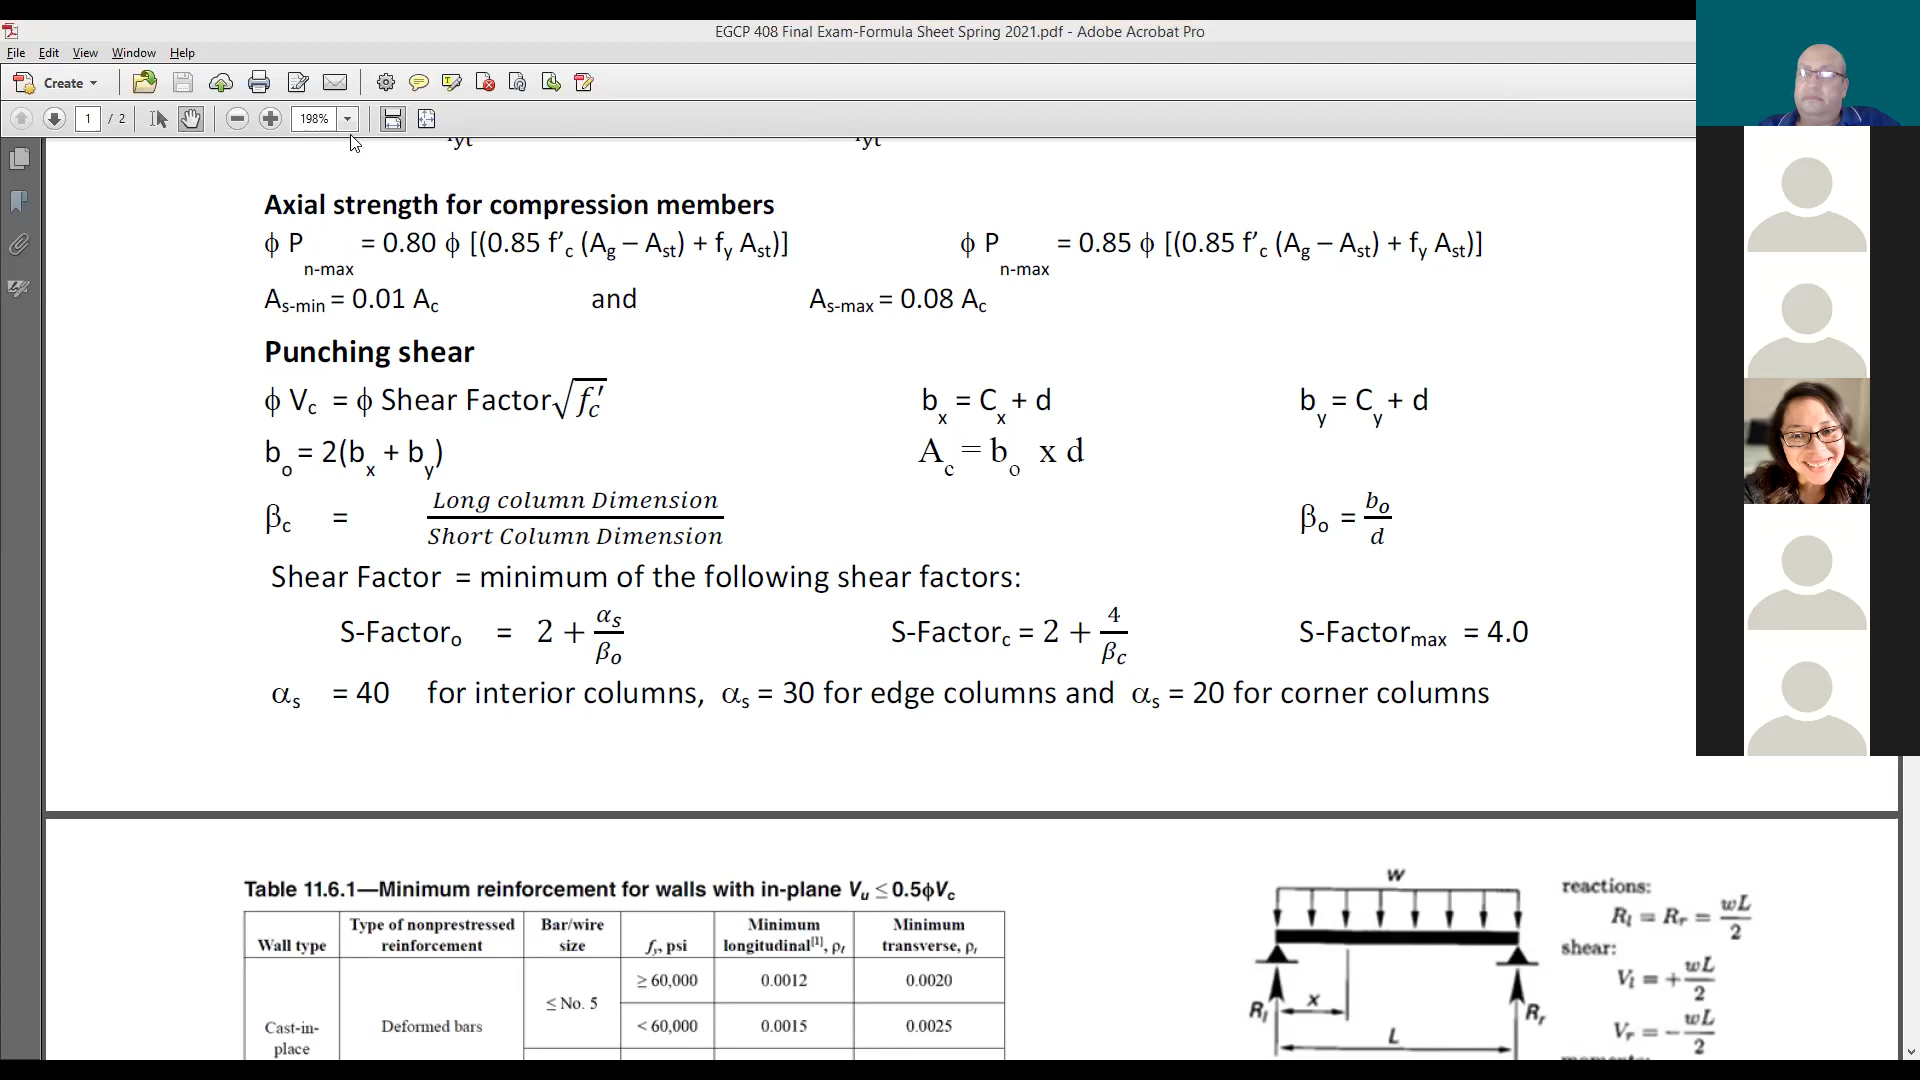 EGCP 408 Final Exam-Formula Sheet Spring 2021.pdf - Adobe Acrobat Pro
File Edit View Window Help
Create
1 / 2 198%
yt yt
Axial strength for compression members
ϕ Pn-max = 0.80 ϕ [(0.85 f’c (Ag – Ast) + fy Ast)] ϕ Pn-max = 0.85 ϕ [(0.85 f’c (Ag – Ast) + fy Ast)]
As-min = 0.01 Ac and As-max = 0.08 Ac
Punching shear
ϕ Vc = ϕ Shear Factor√f′c bx = Cx + d by = Cy + d
bo = 2(bx + by) Ac = bo x d
βc = Long column Dimension / Short Column Dimension βo = bo / d
Shear Factor = minimum of the following shear factors:
S-Factoro = 2 + αs / βo S-Factorc = 2 + 4 / βc S-Factormax = 4.0
αs = 40 for interior columns, αs = 30 for edge columns and αs = 20 for corner columns
Table 11.6.1—Minimum reinforcement for walls with in-plane Vu ≤ 0.5ϕVc
Wall type Type of nonprestressed reinforcement Bar/wire size fy, psi Minimum longitudinal[1], ρℓ Minimum transverse, ρt
Cast-in-place Deformed bars ≤ No. 5 ≥ 60,000 0.0012 0.0020
< 60,000 0.0015 0.0025
w
Rl x Rr
L
reactions:
Rl = Rr = wL / 2
shear:
Vl = + wL / 2
Vr = − wL / 2